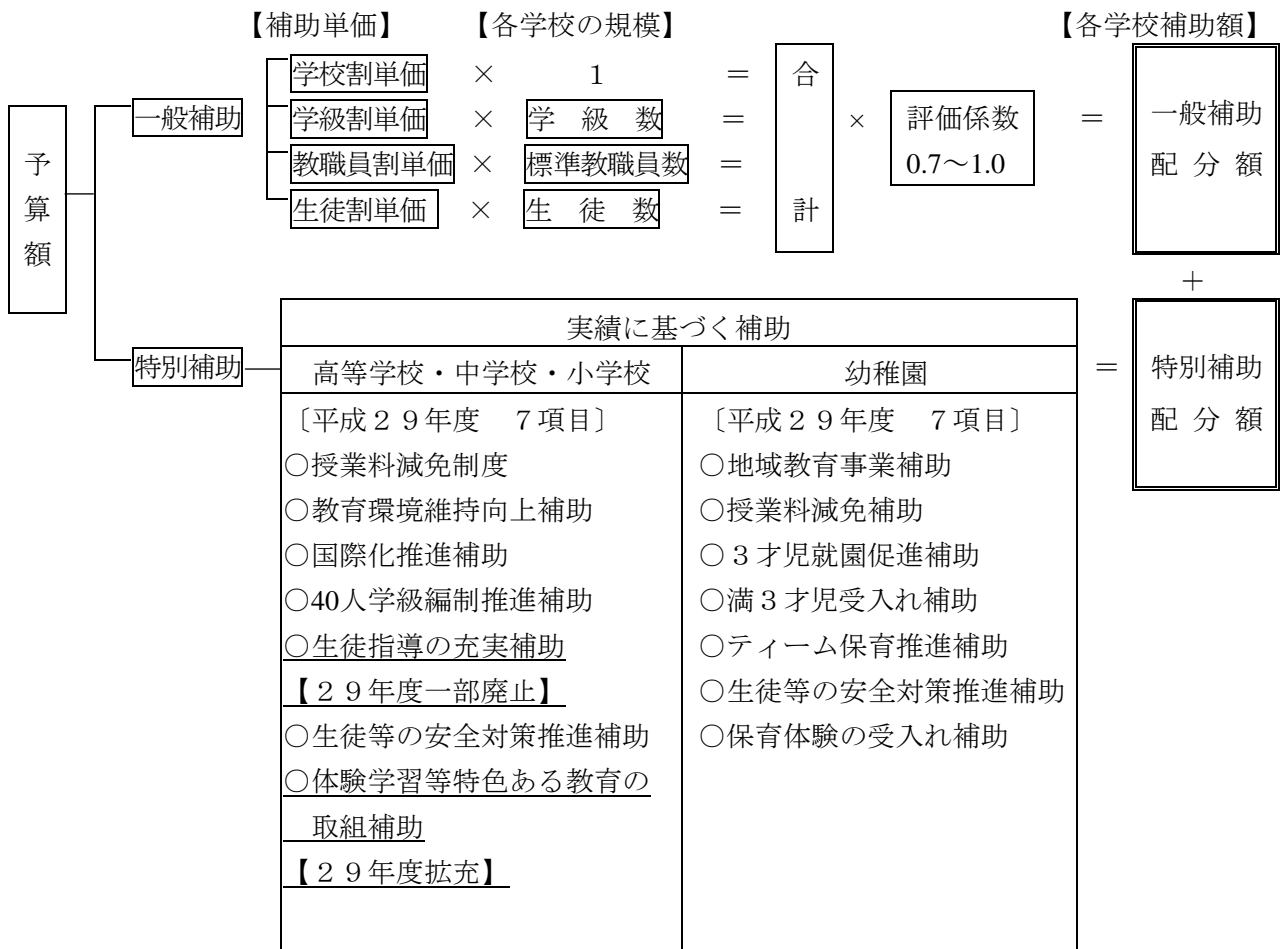 【補助単価】　【各学校の規模】　【各学校補助額】
学校割単価　×　1　＝　合
一般補助　学級割単価　×　学　級　数　＝　×　評価係数　＝　一般補助
予　教職員割単価　×　標準教職員数　＝　0.7～1.0　配　分　額
算　生徒割単価　×　生　徒　数　＝　計
額
＋
実績に基づく補助
特別補助　高等学校・中学校・小学校　幼稚園　＝　特別補助
〔平成２９年度　７項目〕　〔平成２９年度　７項目〕　配　分　額
○授業料減免制度　○地域教育事業補助
○教育環境維持向上補助　○授業料減免補助
○国際化推進補助　○３才児就園促進補助
○40人学級編制推進補助　○満３才児受入れ補助
○生徒指導の充実補助　○ティーム保育推進補助
【２９年度一部廃止】　○生徒等の安全対策推進補助
○生徒等の安全対策推進補助　○保育体験の受入れ補助
○体験学習等特色ある教育の
取組補助
【２９年度拡充】